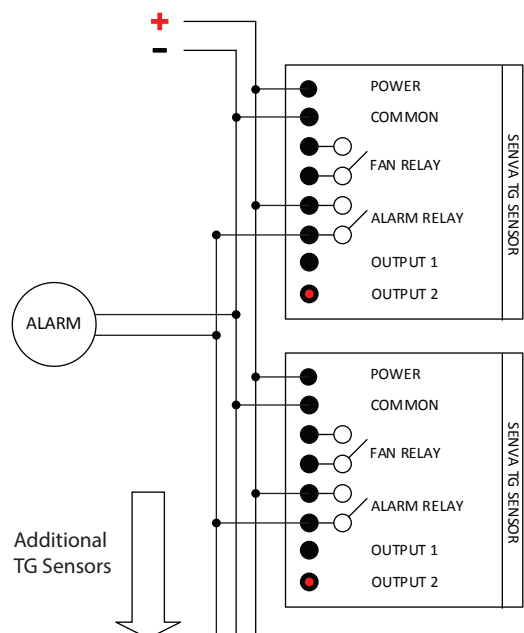 +
-
POWER
COMMON
FAN RELAY
ALARM RELAY
OUTPUT 1
OUTPUT 2
SENVA TG SENSOR
ALARM
POWER
COMMON
FAN RELAY
ALARM RELAY
OUTPUT 1
OUTPUT 2
SENVA TG SENSOR
Additional
TG Sensors